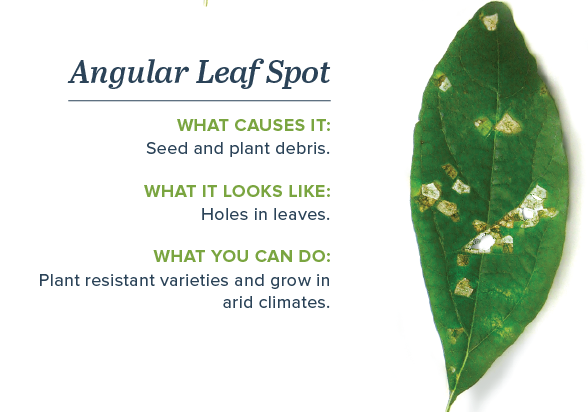 Angular Leaf Spot
WHAT CAUSES IT:
Seed and plant debris.
WHAT IT LOOKS LIKE:
Holes in leaves.
WHAT YOU CAN DO:
Plant resistant varieties and grow in
arid climates.